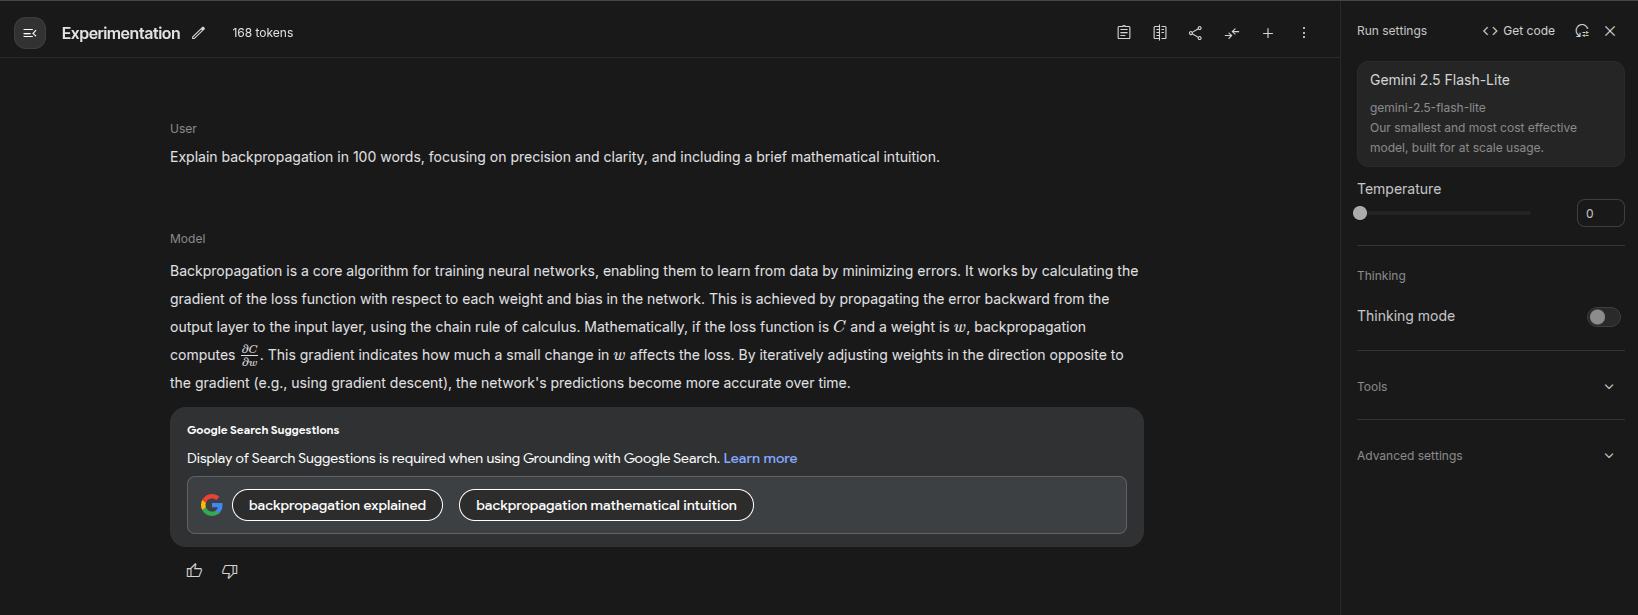 Experimentation 168 tokens
User
Explain backpropagation in 100 words, focusing on precision and clarity, and including a brief mathematical intuition.
Model
Backpropagation is a core algorithm for training neural networks, enabling them to learn from data by minimizing errors. It works by calculating the
gradient of the loss function with respect to each weight and bias in the network. This is achieved by propagating the error backward from the
output layer to the input layer, using the chain rule of calculus. Mathematically, if the loss function is C and a weight is w, backpropagation
computes ∂C/∂w. This gradient indicates how much a small change in w affects the loss. By iteratively adjusting weights in the direction opposite to
the gradient (e.g., using gradient descent), the network's predictions become more accurate over time.
Google Search Suggestions
Display of Search Suggestions is required when using Grounding with Google Search. Learn more
backpropagation explained backpropagation mathematical intuition
Run settings <> Get code
Gemini 2.5 Flash-Lite
gemini-2.5-flash-lite
Our smallest and most cost effective
model, built for at scale usage.
Temperature
0
Thinking
Thinking mode
Tools
Advanced settings